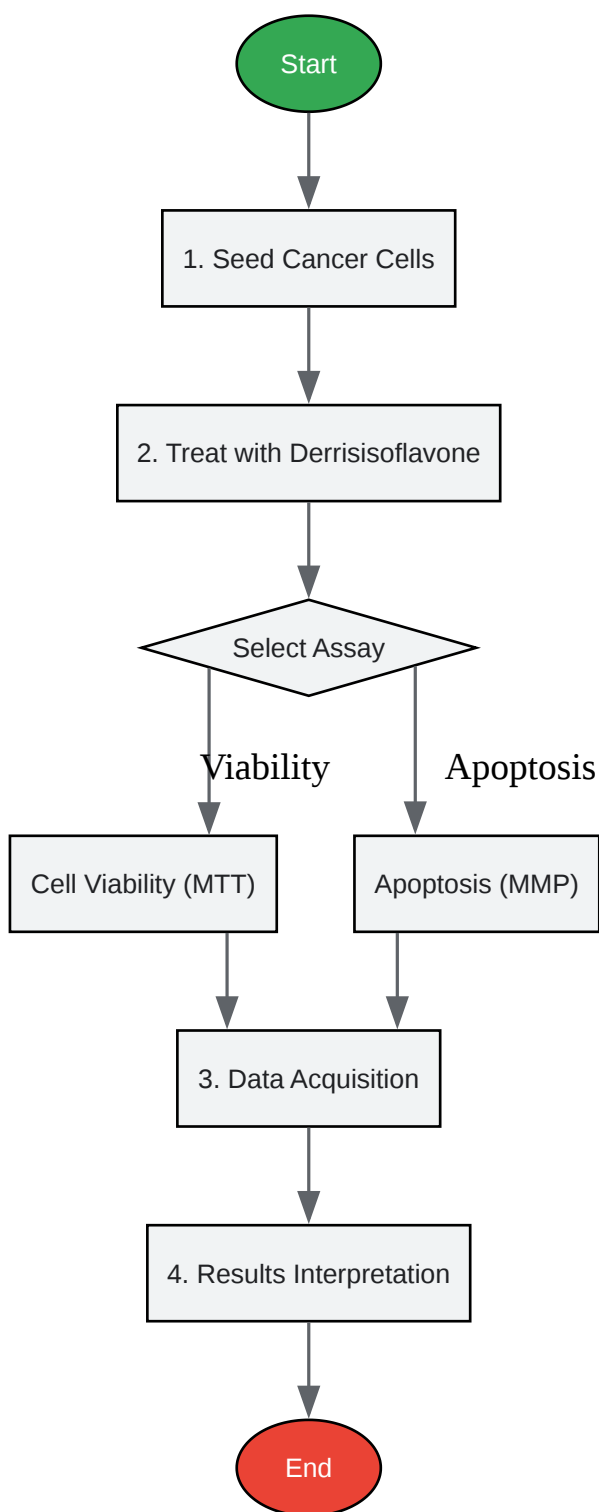 Start
1. Seed Cancer Cells
2. Treat with Derrisisoflavone
Select Assay
Viability
Apoptosis
Cell Viability (MTT)
Apoptosis (MMP)
3. Data Acquisition
4. Results Interpretation
End